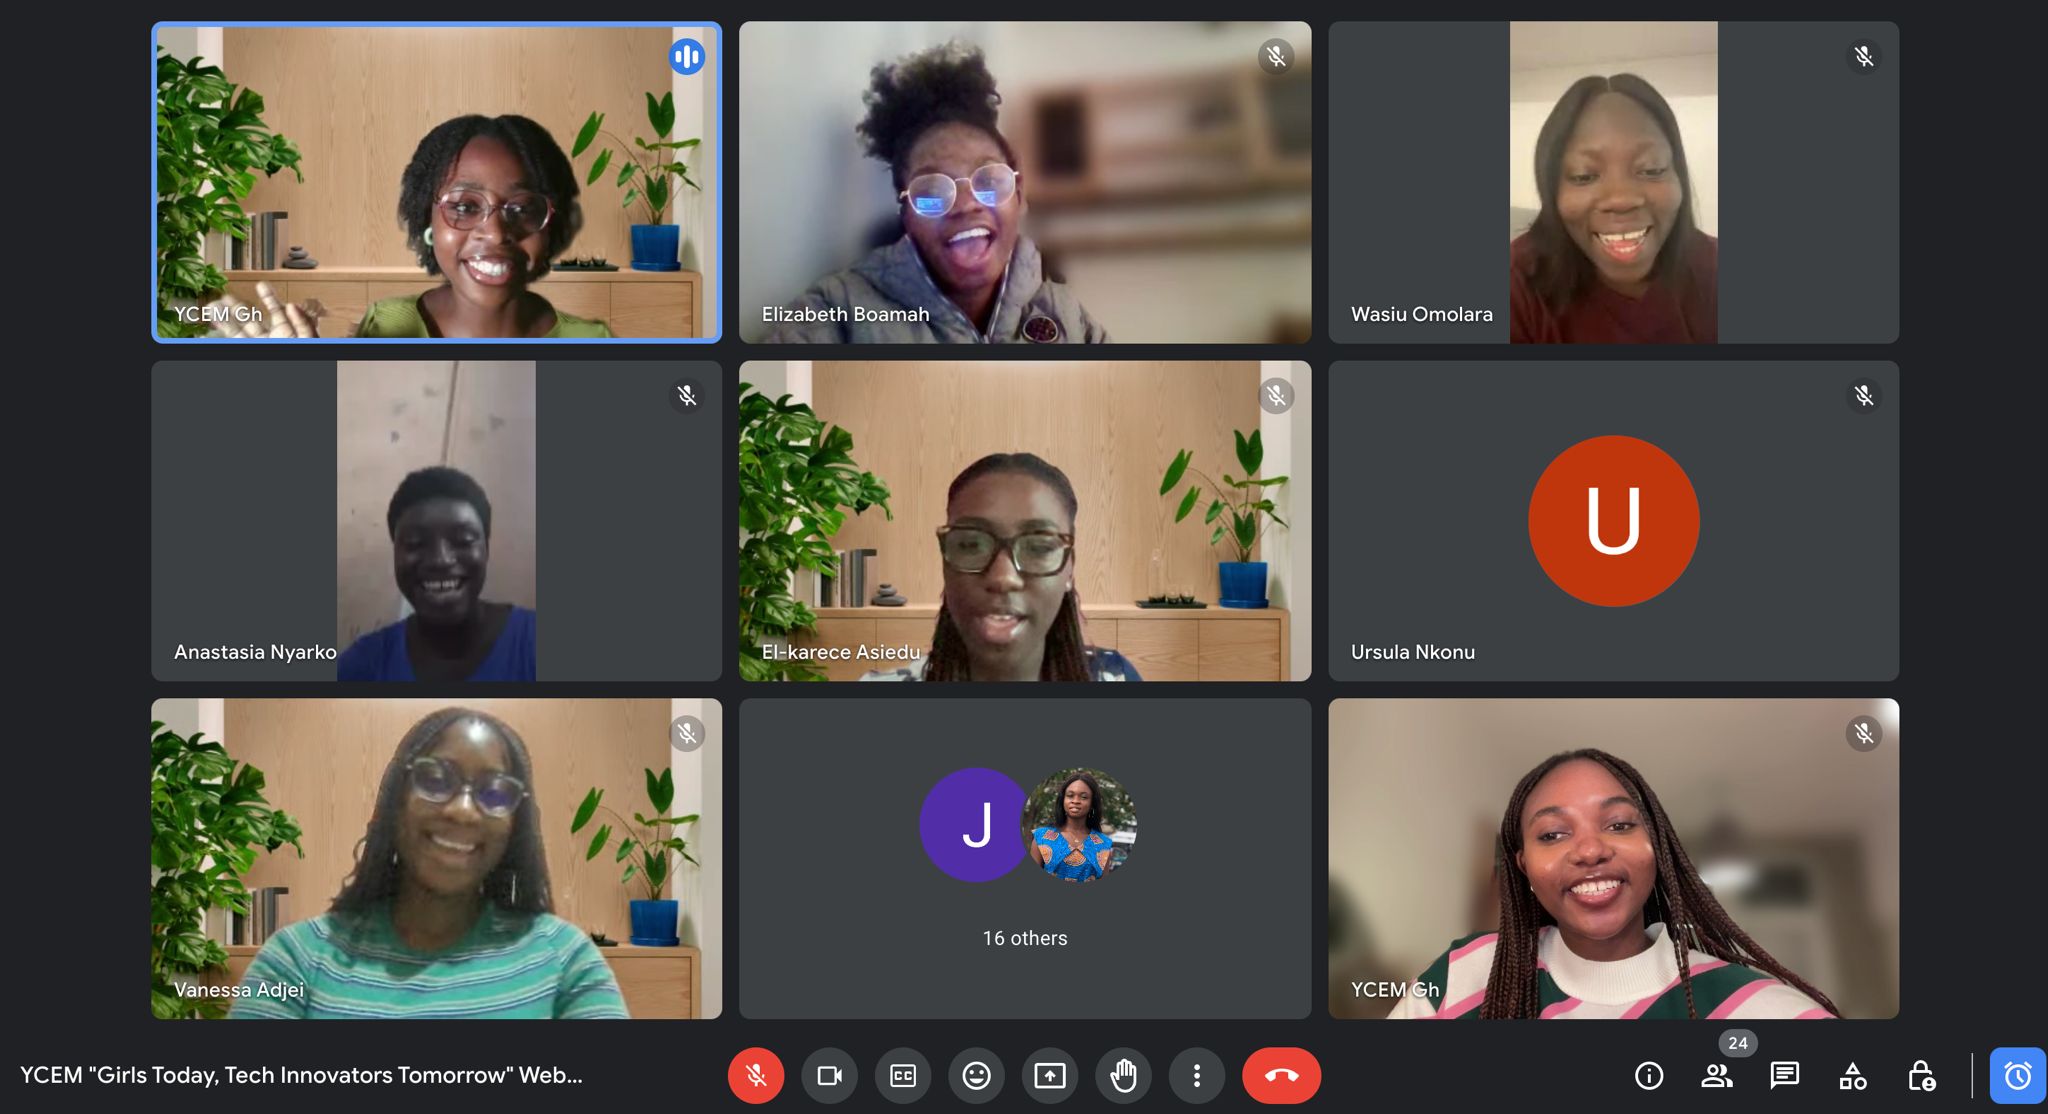 YCEM Gh
Elizabeth Boamah
Wasiu Omolara
Anastasia Nyarko
El-karece Asiedu
U
Ursula Nkonu
Vanessa Adjei
J
16 others
YCEM Gh
24
YCEM "Girls Today, Tech Innovators Tomorrow" Web...
CC